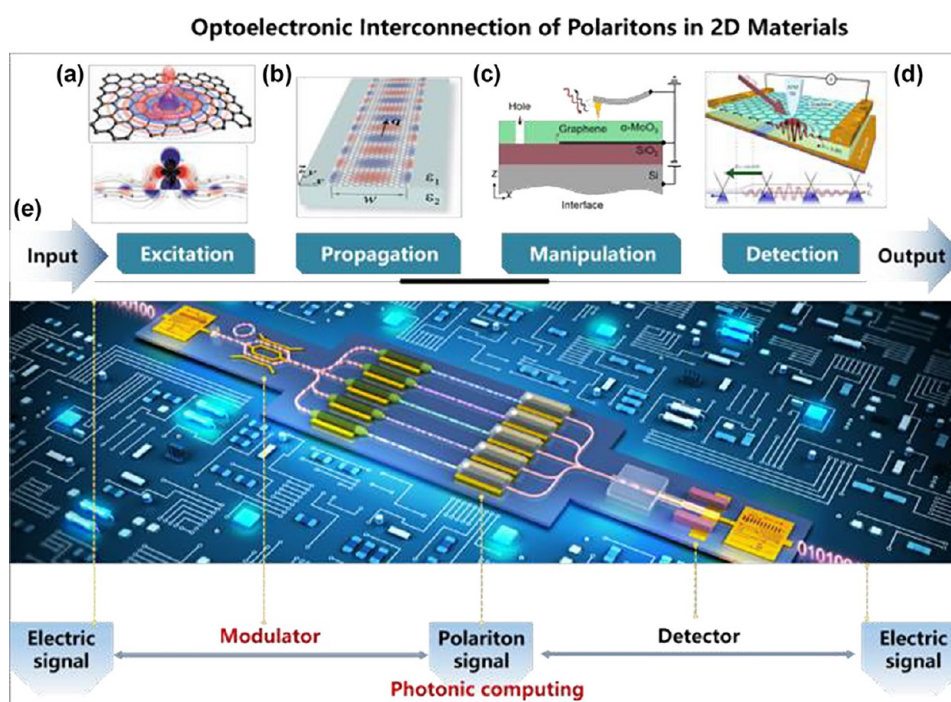 Optoelectronic Interconnection of Polaritons in 2D Materials
(a)
(b)
(c)
(d)
q
w
ε₁
ε₂
Hole
Graphene
α-MoO₃
SiO₂
Si
Z
X
Interface
(e)
Input
Excitation
Propagation
Manipulation
Detection
Output
010100
Electric
signal
Modulator
Polariton
signal
Detector
Electric
signal
Photonic computing